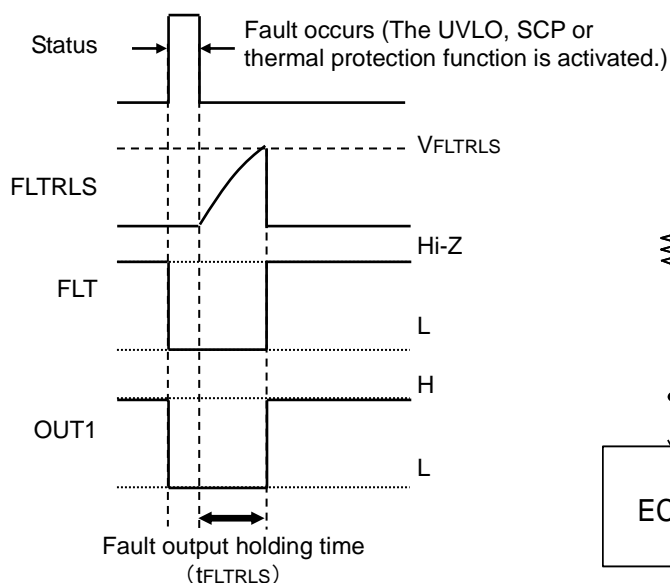 Status
Fault occurs (The UVLO, SCP or
thermal protection function is activated.)
VFLTRLS
FLTRLS
Hi-Z
FLT
L
H
OUT1
L
Fault output holding time
(tFLTRLS)